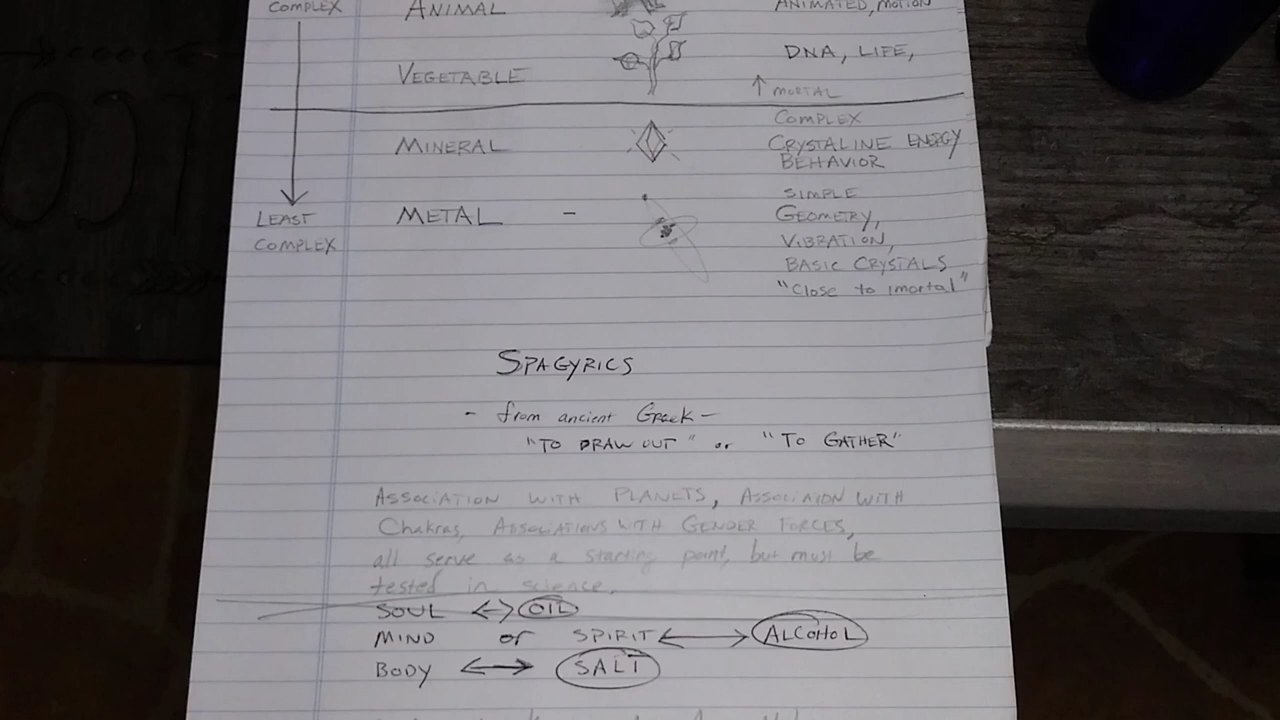 COMPLEX ANIMAL ANIMATED, MOTION
DNA, LIFE,
VEGETABLE
↑ MORTAL
COMPLEX
MINERAL CRYSTALINE ENERGY
BEHAVIOR
SIMPLE
LEAST METAL - GEOMETRY,
COMPLEX VIBRATION,
BASIC CRYSTALS
"Close to imortal"
SPAGYRICS
- from ancient Greek -
"TO DRAW OUT" or "TO GATHER"
ASSOCIATION WITH PLANETS, ASSOCIATION WITH
Chakras, ASSOCIATIONS WITH GENDER FORCES,
all serve as a starting point, but must be
tested in science.
SOUL <-> OIL
MIND or SPIRIT <-> ALCOHOL
BODY <-> SALT